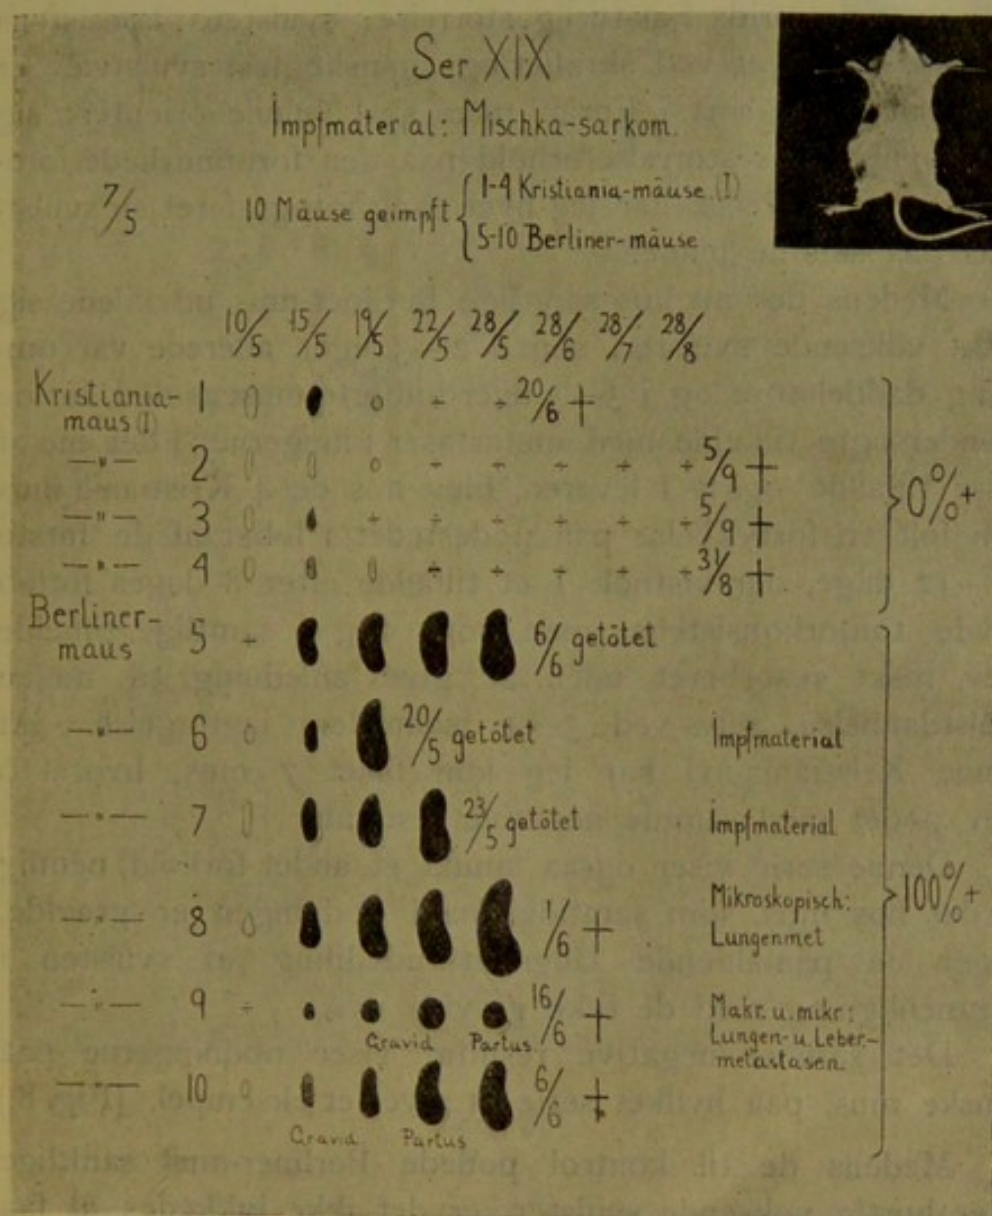 Ser XIX
Impfmater al: Mischka-sarkom.
7/5 10 Mäuse geimpft { 1-4 Kristiania-mäuse (I)
5-10 Berliner-mäuse
10/5 15/5 19/5 22/5 28/5 28/6 28/7 28/8
Kristiania-maus (I) 1 ÷ ÷ 20/6 +
—"— 2 ÷ ÷ ÷ ÷ ÷ 5/9 +
—"— 3 ÷ ÷ ÷ ÷ ÷ ÷ 5/9 +
—"— 4 ÷ ÷ ÷ ÷ ÷ 31/8 +
0%+
Berliner-maus 5 ÷ 6/6 getötet
—"— 6 20/5 getötet Impfmaterial
—"— 7 23/5 getötet Impfmaterial
—"— 8 1/6 + Mikroskopisch:
Lungenmet
100%+
—"— 9 ÷ 16/6 + Makr. u. mikr:
Gravid Partus Lungen- u. Leber-
metastasen.
—"— 10 6/6 +
Gravid Partus